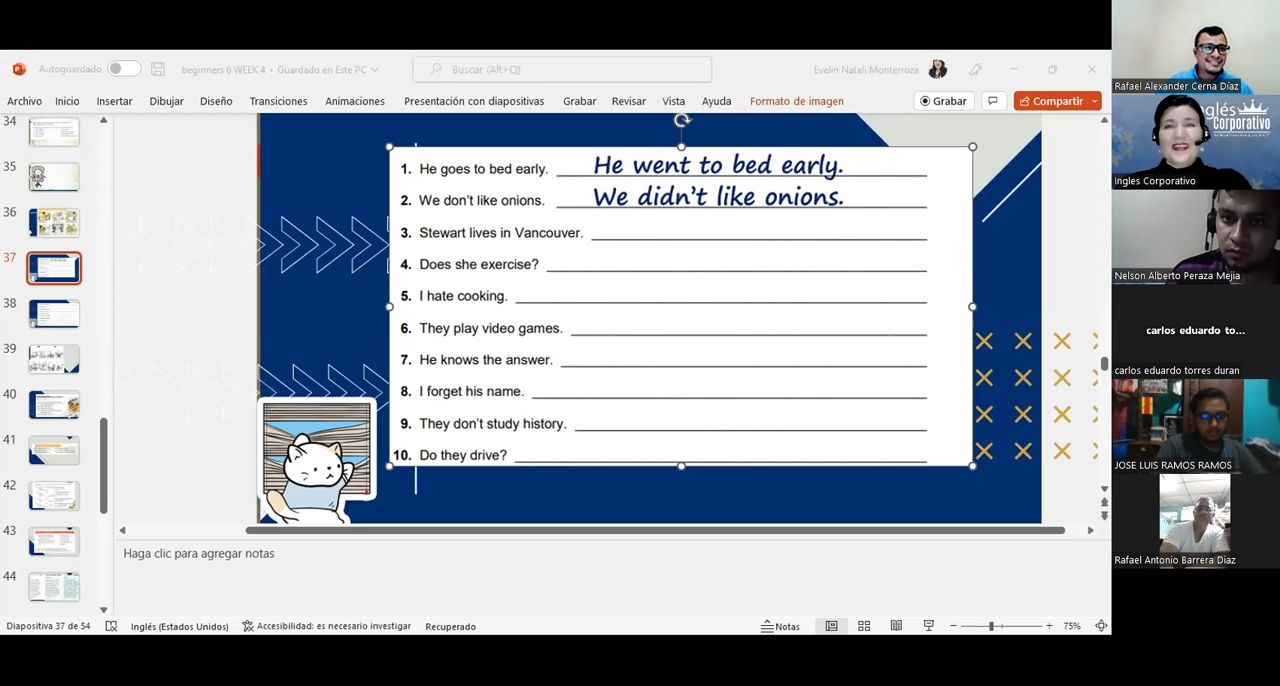 Autoguardado
beginners 6 WEEK 4 • Guardado en Este PC
Buscar (Alt+Q)
Evelin Natali Monterroza
Archivo Inicio Insertar Dibujar Diseño Transiciones Animaciones Presentación con diapositivas Grabar Revisar Vista Ayuda Formato de imagen
Grabar
Compartir
34
35
36
37
38
39
40
41
42
43
44
1. He goes to bed early. He went to bed early.
2. We don't like onions. We didn't like onions.
3. Stewart lives in Vancouver.
4. Does she exercise?
5. I hate cooking.
6. They play video games.
7. He knows the answer.
8. I forget his name.
9. They don't study history.
10. Do they drive?
Haga clic para agregar notas
Diapositiva 37 de 54 Inglés (Estados Unidos) Accesibilidad: es necesario investigar Recuperado Notas 75%
Rafael Alexander Cerna Díaz
Inglés
Corporativo
Ingles Corporativo
Nelson Alberto Peraza Mejia
carlos eduardo to...
carlos eduardo torres duran
JOSE LUIS RAMOS RAMOS
Rafael Antonio Barrera Diaz